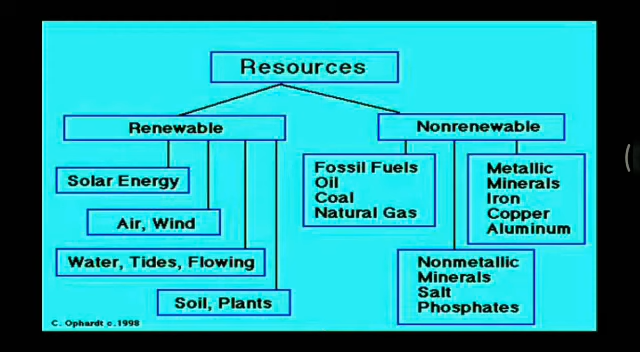 Resources
Renewable
Nonrenewable
Solar Energy
Air, Wind
Water, Tides, Flowing
Soil, Plants
Fossil Fuels
Oil
Coal
Natural Gas
Metallic
Minerals
Iron
Copper
Aluminum
Nonmetallic
Minerals
Salt
Phosphates
C. Ophardt c.1998